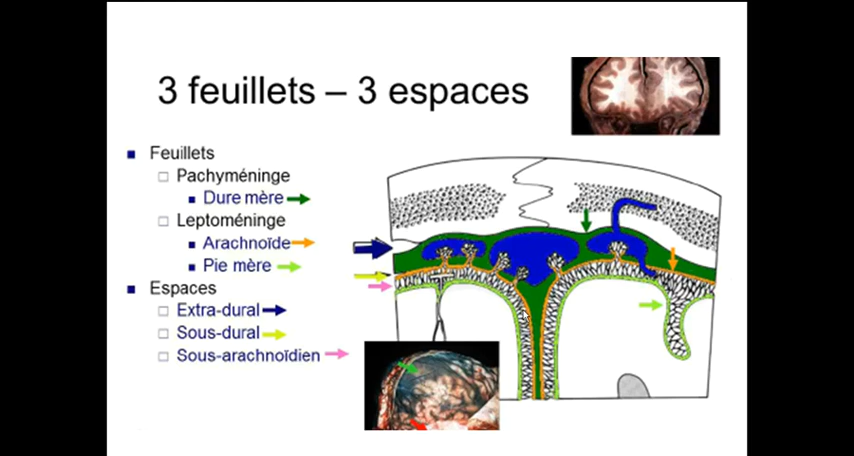 3 feuillets – 3 espaces
Feuillets
Pachyméninge
Dure mère
Leptoméninge
Arachnoïde
Pie mère
Espaces
Extra-dural
Sous-dural
Sous-arachnoïdien